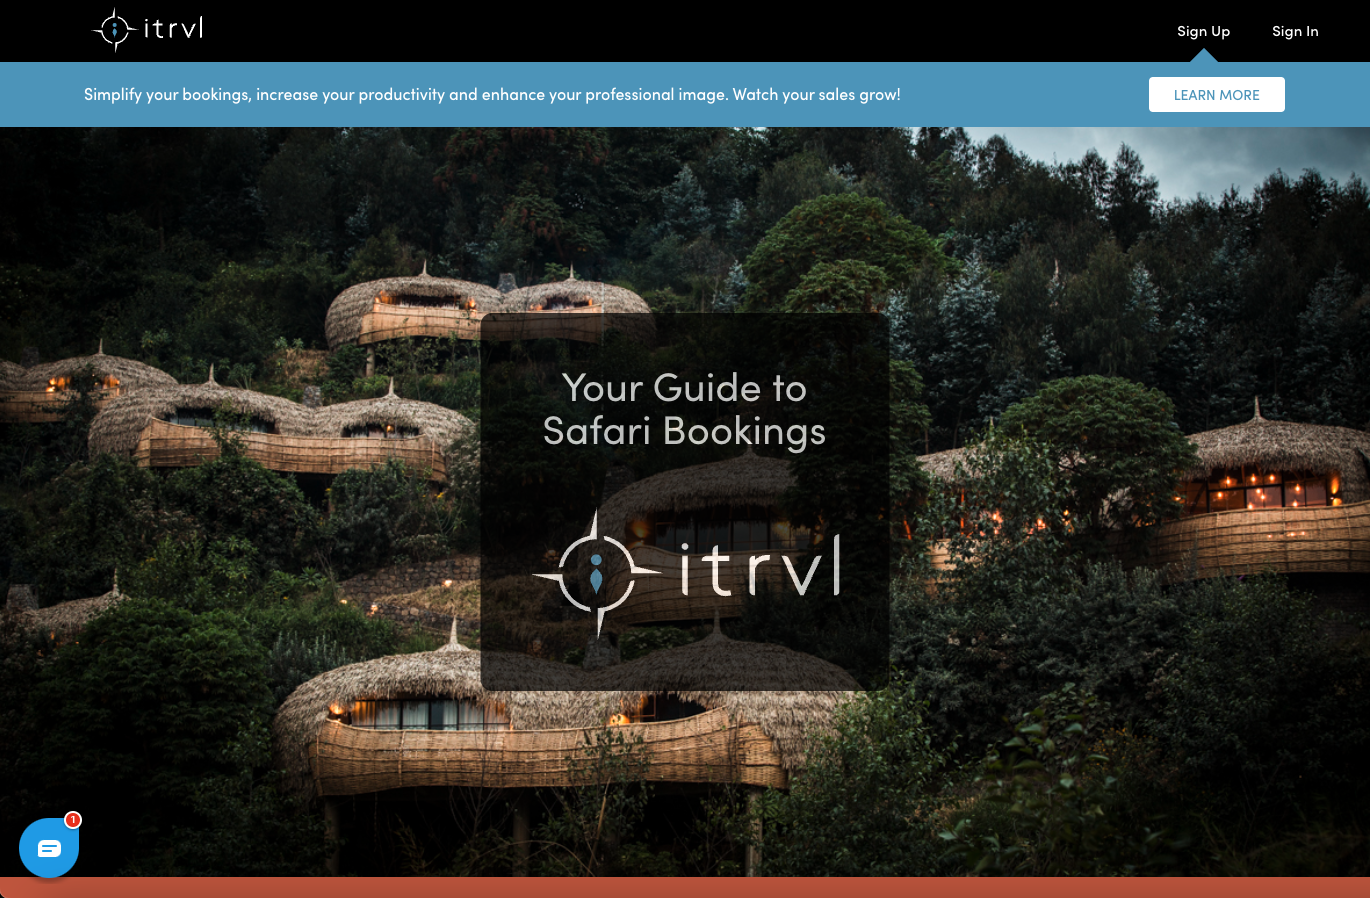 itrvl
Sign Up
Sign In
Simplify your bookings, increase your productivity and enhance your professional image. Watch your sales grow!
LEARN MORE
Your Guide to
Safari Bookings
itrvl
1